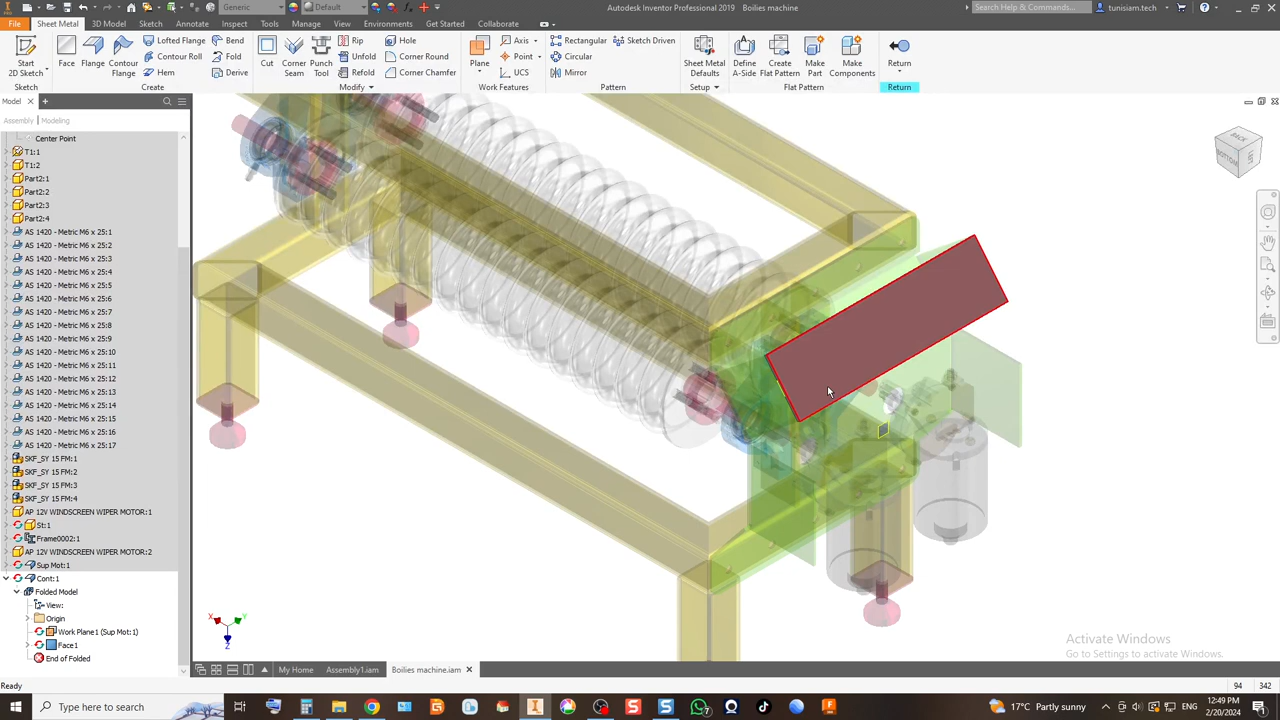 Generic
Default
Autodesk Inventor Professional 2019   Boilies machine
Search Help & Commands...
tunisiam.tech
File
Sheet Metal
3D Model
Sketch
Annotate
Inspect
Tools
Manage
View
Environments
Get Started
Collaborate
Start
2D Sketch
Face
Flange
Contour
Flange
Lofted Flange
Contour Roll
Hem
Bend
Fold
Derive
Cut
Corner
Seam
Punch
Tool
Rip
Unfold
Refold
Hole
Corner Round
Corner Chamfer
Plane
Axis
Point
UCS
Rectangular
Circular
Mirror
Sketch Driven
Sheet Metal
Defaults
Define
A-Side
Create
Flat Pattern
Make
Part
Make
Components
Return
Sketch
Create
Modify
Work Features
Pattern
Setup
Flat Pattern
Return
Model
Assembly
Modeling
Center Point
T1:1
T1:2
Part2:1
Part2:2
Part2:3
Part2:4
AS 1420 - Metric M6 x 25:1
AS 1420 - Metric M6 x 25:2
AS 1420 - Metric M6 x 25:3
AS 1420 - Metric M6 x 25:4
AS 1420 - Metric M6 x 25:5
AS 1420 - Metric M6 x 25:6
AS 1420 - Metric M6 x 25:7
AS 1420 - Metric M6 x 25:8
AS 1420 - Metric M6 x 25:9
AS 1420 - Metric M6 x 25:10
AS 1420 - Metric M6 x 25:11
AS 1420 - Metric M6 x 25:12
AS 1420 - Metric M6 x 25:13
AS 1420 - Metric M6 x 25:14
AS 1420 - Metric M6 x 25:15
AS 1420 - Metric M6 x 25:16
AS 1420 - Metric M6 x 25:17
SKF_SY 15 FM:1
SKF_SY 15 FM:2
SKF_SY 15 FM:3
SKF_SY 15 FM:4
AP 12V WINDSCREEN WIPER MOTOR:1
St:1
Frame0002:1
AP 12V WINDSCREEN WIPER MOTOR:2
Sup Mot:1
Cont:1
Folded Model
View:
Origin
Work Plane1 (Sup Mot:1)
Face1
End of Folded
BACK
BOTTOM
X
Y
Z
Activate Windows
Go to Settings to activate Windows.
My Home
Assembly1.iam
Boilies machine.iam
Ready
94
342
Type here to search
17°C Partly sunny
12:49 PM
2/20/2024